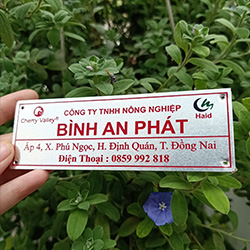 Cherry Valley®
Haid
CÔNG TY TNHH NÔNG NGHIỆP
BÌNH AN PHÁT
Ấp 4, X. Phú Ngọc, H. Định Quán, T. Đồng Nai
Điện Thoại : 0859 992 818